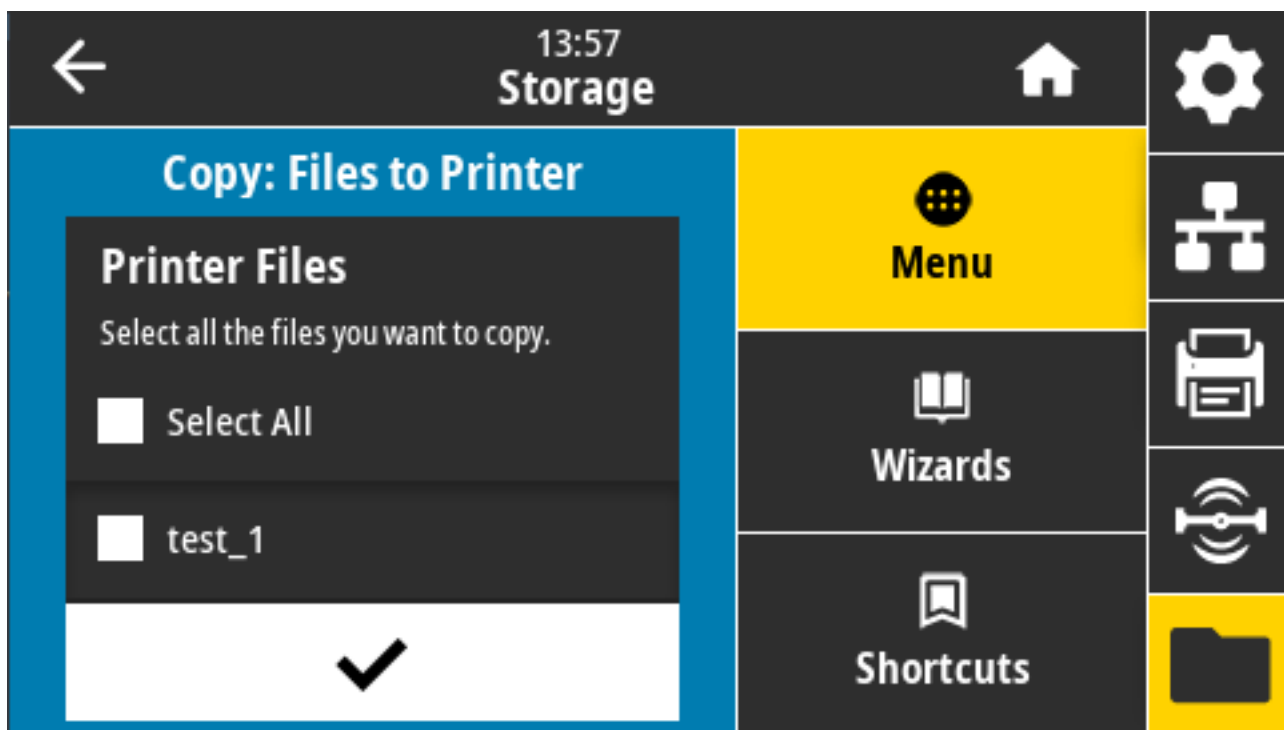 13:57
Storage
Copy: Files to Printer
Printer Files
Select all the files you want to copy.
Select All
test_1
Menu
Wizards
Shortcuts